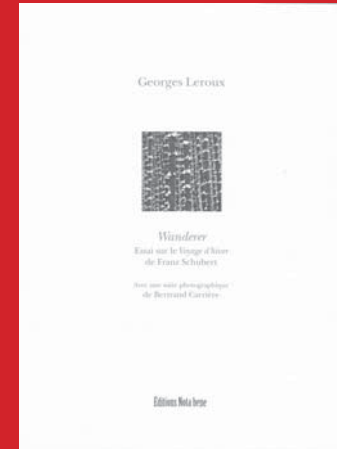 Georges Leroux
Wanderer
Essai sur le Voyage d'hiver
de Franz Schubert
Avec une suite photographique
de Bertrand Carrière
Éditions Nota bene